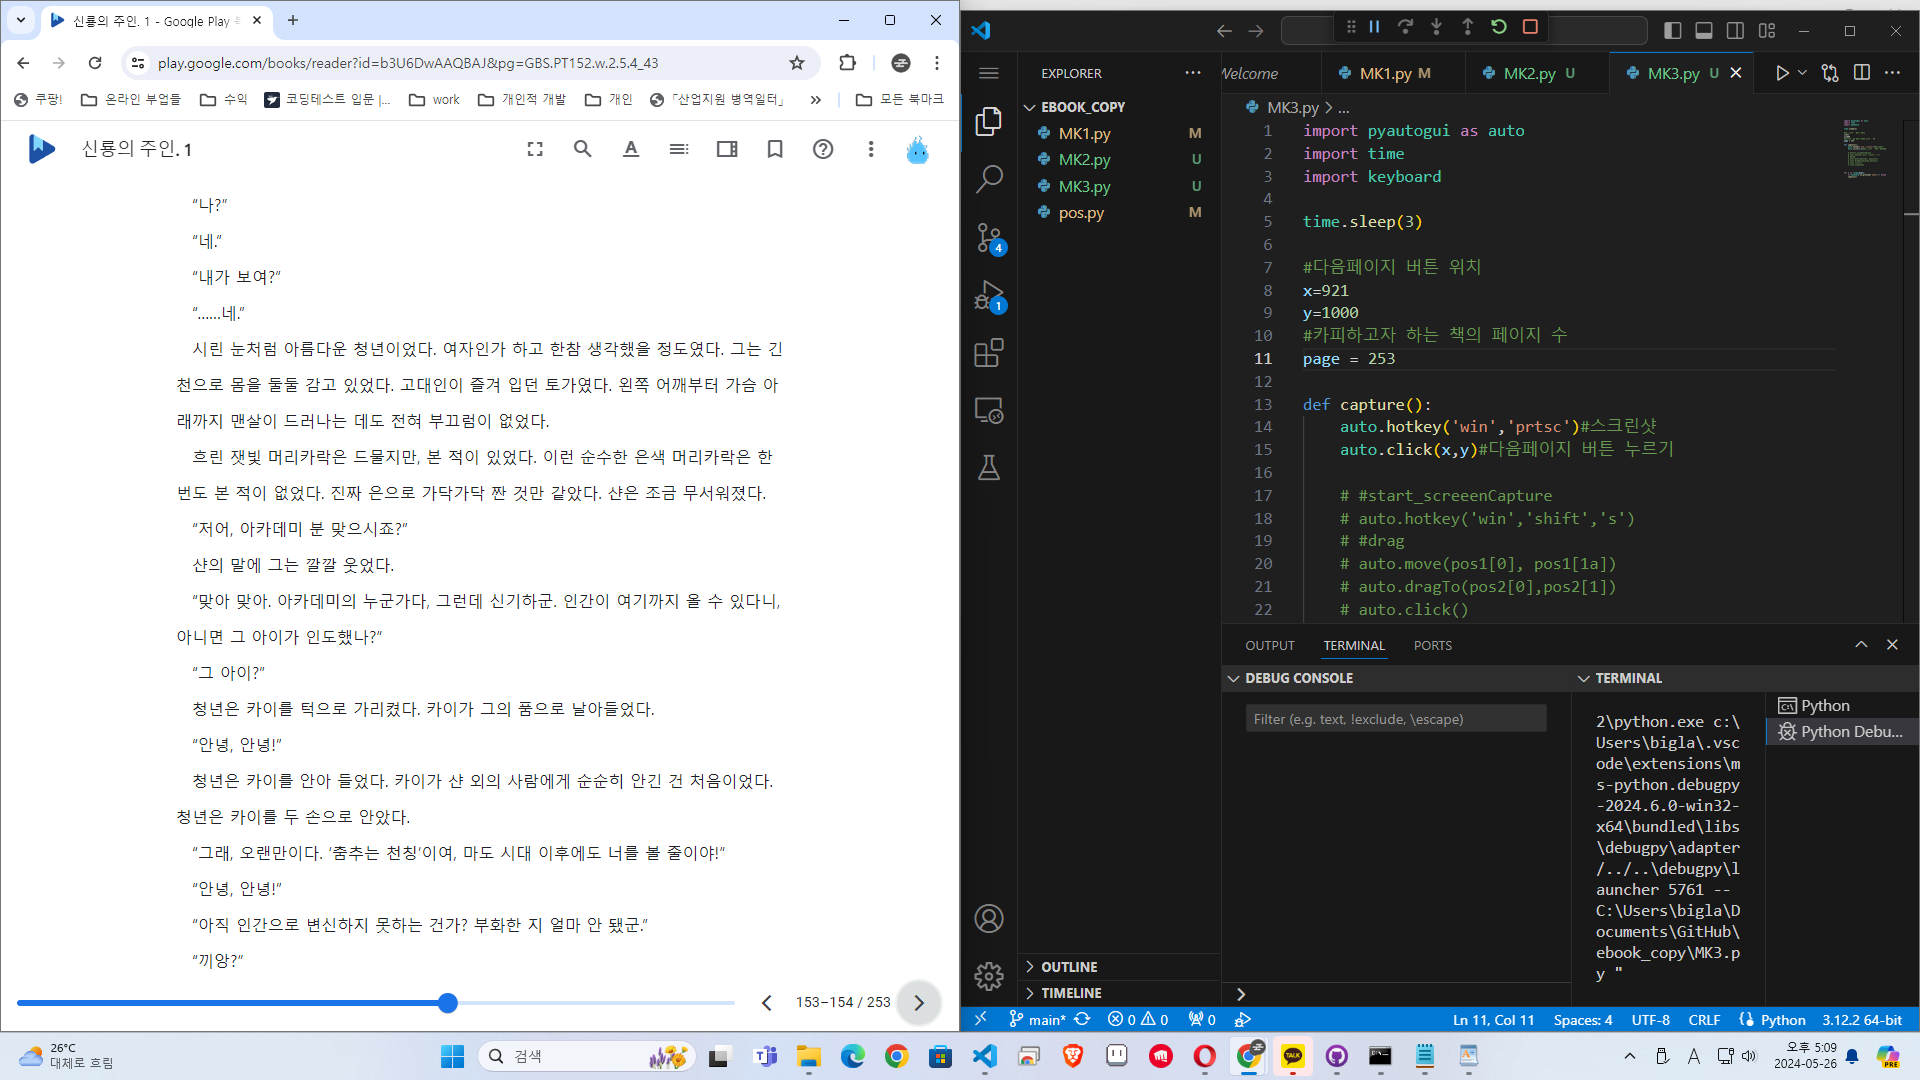 신룡의 주인. 1 - Google Play
play.google.com/books/reader?id=b3U6DwAAQBAJ&pg=GBS.PT152.w.2.5.4_43
쿠팡!
온라인 부업들
수익
코딩테스트 입문 |...
work
개인적 개발
개인
「산업지원 병역일터」
»
모든 북마크
신룡의 주인. 1
“나?”
“네.”
“내가 보여?”
“……네.”
시린 눈처럼 아름다운 청년이었다. 여자인가 하고 한참 생각했을 정도였다. 그는 긴
천으로 몸을 둘둘 감고 있었다. 고대인이 즐겨 입던 토가였다. 왼쪽 어깨부터 가슴 아
래까지 맨살이 드러나는 데도 전혀 부끄럼이 없었다.
흐린 잿빛 머리카락은 드물지만, 본 적이 있었다. 이런 순수한 은색 머리카락은 한
번도 본 적이 없었다. 진짜 은으로 가닥가닥 짠 것만 같았다. 샨은 조금 무서워졌다.
“저어, 아카데미 분 맞으시죠?”
샨의 말에 그는 깔깔 웃었다.
“맞아 맞아. 아카데미의 누군가다, 그런데 신기하군. 인간이 여기까지 올 수 있다니,
아니면 그 아이가 인도했나?”
“그 아이?”
청년은 카이를 턱으로 가리켰다. 카이가 그의 품으로 날아들었다.
“안녕, 안녕!”
청년은 카이를 안아 들었다. 카이가 샨 외의 사람에게 순순히 안긴 건 처음이었다.
청년은 카이를 두 손으로 안았다.
“그래, 오랜만이다. ‘춤추는 천칭’이여, 마도 시대 이후에도 너를 볼 줄이야!”
“안녕, 안녕!”
“아직 인간으로 변신하지 못하는 건가? 부화한 지 얼마 안 됐군.”
“끼앙?”
153–154 / 253
EXPLORER
EBOOK_COPY
MK1.py M
MK2.py U
MK3.py U
pos.py M
4
1
OUTLINE
TIMELINE
Welcome
MK1.py M
MK2.py U
MK3.py U
MK3.py > ...
1 import pyautogui as auto
2 import time
3 import keyboard
4
5 time.sleep(3)
6
7 #다음페이지 버튼 위치
8 x=921
9 y=1000
10 #카피하고자 하는 책의 페이지 수
11 page = 253
12
13 def capture():
14 auto.hotkey('win','prtsc')#스크린샷
15 auto.click(x,y)#다음페이지 버튼 누르기
16
17 # #start_screeenCapture
18 # auto.hotkey('win','shift','s')
19 # #drag
20 # auto.move(pos1[0], pos1[1a])
21 # auto.dragTo(pos2[0],pos2[1])
22 # auto.click()
OUTPUT
TERMINAL
PORTS
DEBUG CONSOLE
Filter (e.g. text, !exclude, \escape)
TERMINAL
2\python.exe c:\
Users\bigla\.vsc
ode\extensions\m
s-python.debugpy
-2024.6.0-win32-
x64\bundled\libs
\debugpy\adapter
/../..\debugpy\l
auncher 5761 --
C:\Users\bigla\D
ocuments\GitHub\
ebook_copy\MK3.p
y "
Python
Python Debu...
main*
0
0
0
Ln 11, Col 11
Spaces: 4
UTF-8
CRLF
Python
3.12.2 64-bit
26°C
대체로 흐림
검색
TALK
A
오후 5:09
2024-05-26
PRE